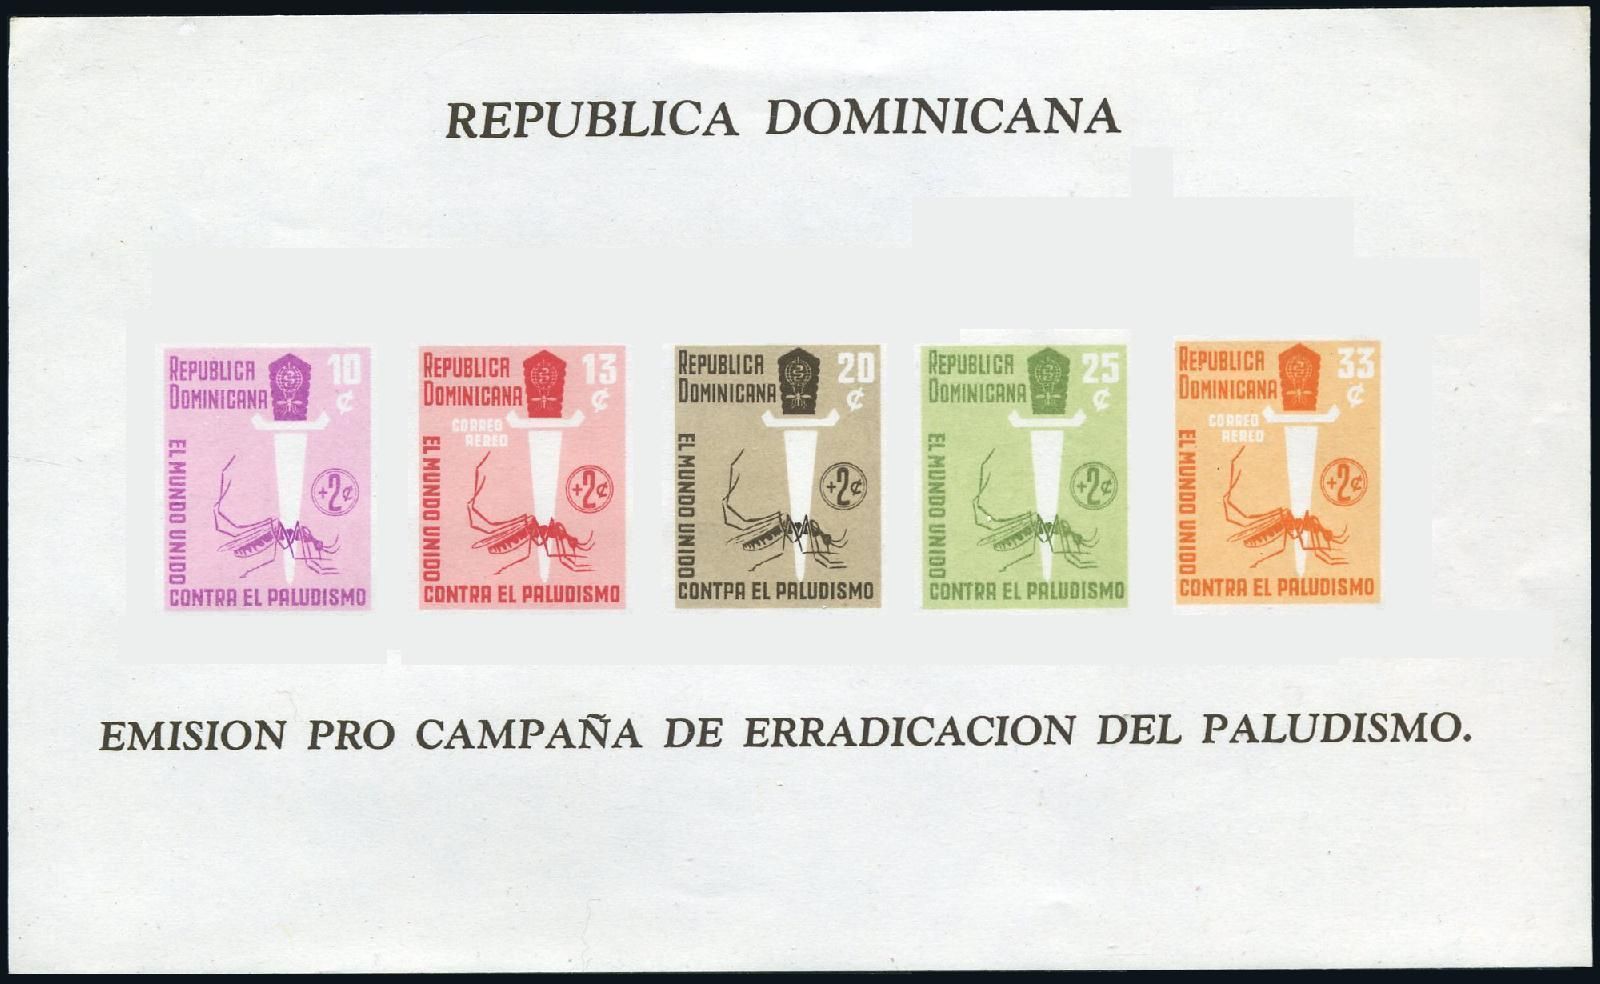 REPUBLICA DOMINICANA
REPUBLICA
DOMINICANA
10
¢
EL MUNDO UNIDO
+2¢
CONTRA EL PALUDISMO
REPUBLICA
DOMINICANA
13
¢
CORREO
AEREO
EL MUNDO UNIDO
+2¢
CONTRA EL PALUDISMO
REPUBLICA
DOMINICANA
20
¢
EL MUNDO UNIDO
+2¢
CONTRA EL PALUDISMO
REPUBLICA
DOMINICANA
25
¢
EL MUNDO UNIDO
+2¢
CONTRA EL PALUDISMO
REPUBLICA
DOMINICANA
33
¢
CORREO
AEREO
EL MUNDO UNIDO
+2¢
CONTRA EL PALUDISMO
EMISION PRO CAMPAÑA DE ERRADICACION DEL PALUDISMO.